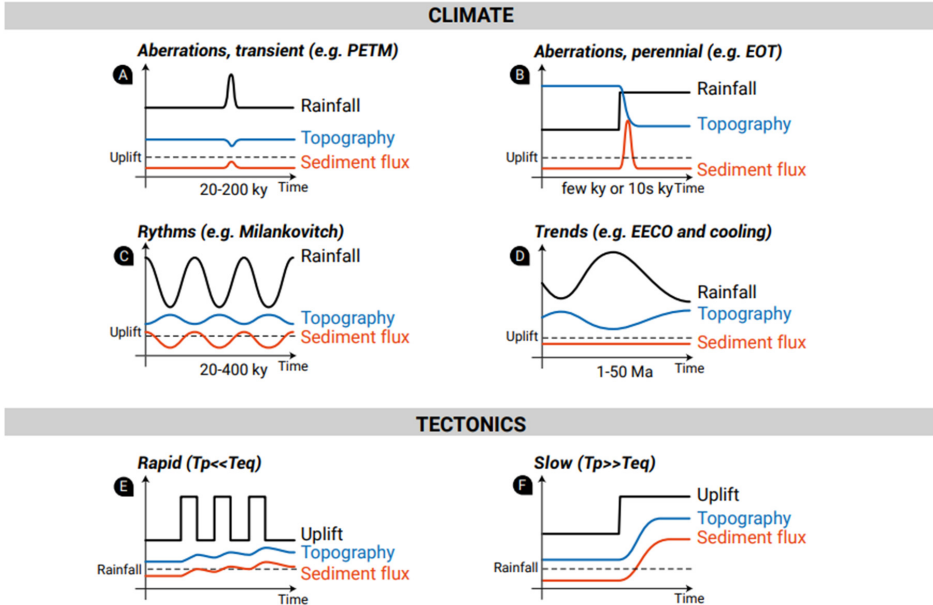 CLIMATE
Aberrations, transient (e.g. PETM)
A
Rainfall
Topography
Uplift
Sediment flux
20-200 ky
Time
Aberrations, perennial (e.g. EOT)
B
Rainfall
Topography
Uplift
Sediment flux
few ky or 10s ky
Time
Rythms (e.g. Milankovitch)
C
Rainfall
Topography
Uplift
Sediment flux
20-400 ky
Time
Trends (e.g. EECO and cooling)
D
Rainfall
Topography
Uplift
Sediment flux
1-50 Ma
Time
TECTONICS
Rapid (Tp<<Teq)
E
Uplift
Topography
Rainfall
Sediment flux
Time
Slow (Tp>>Teq)
F
Uplift
Topography
Sediment flux
Rainfall
Time